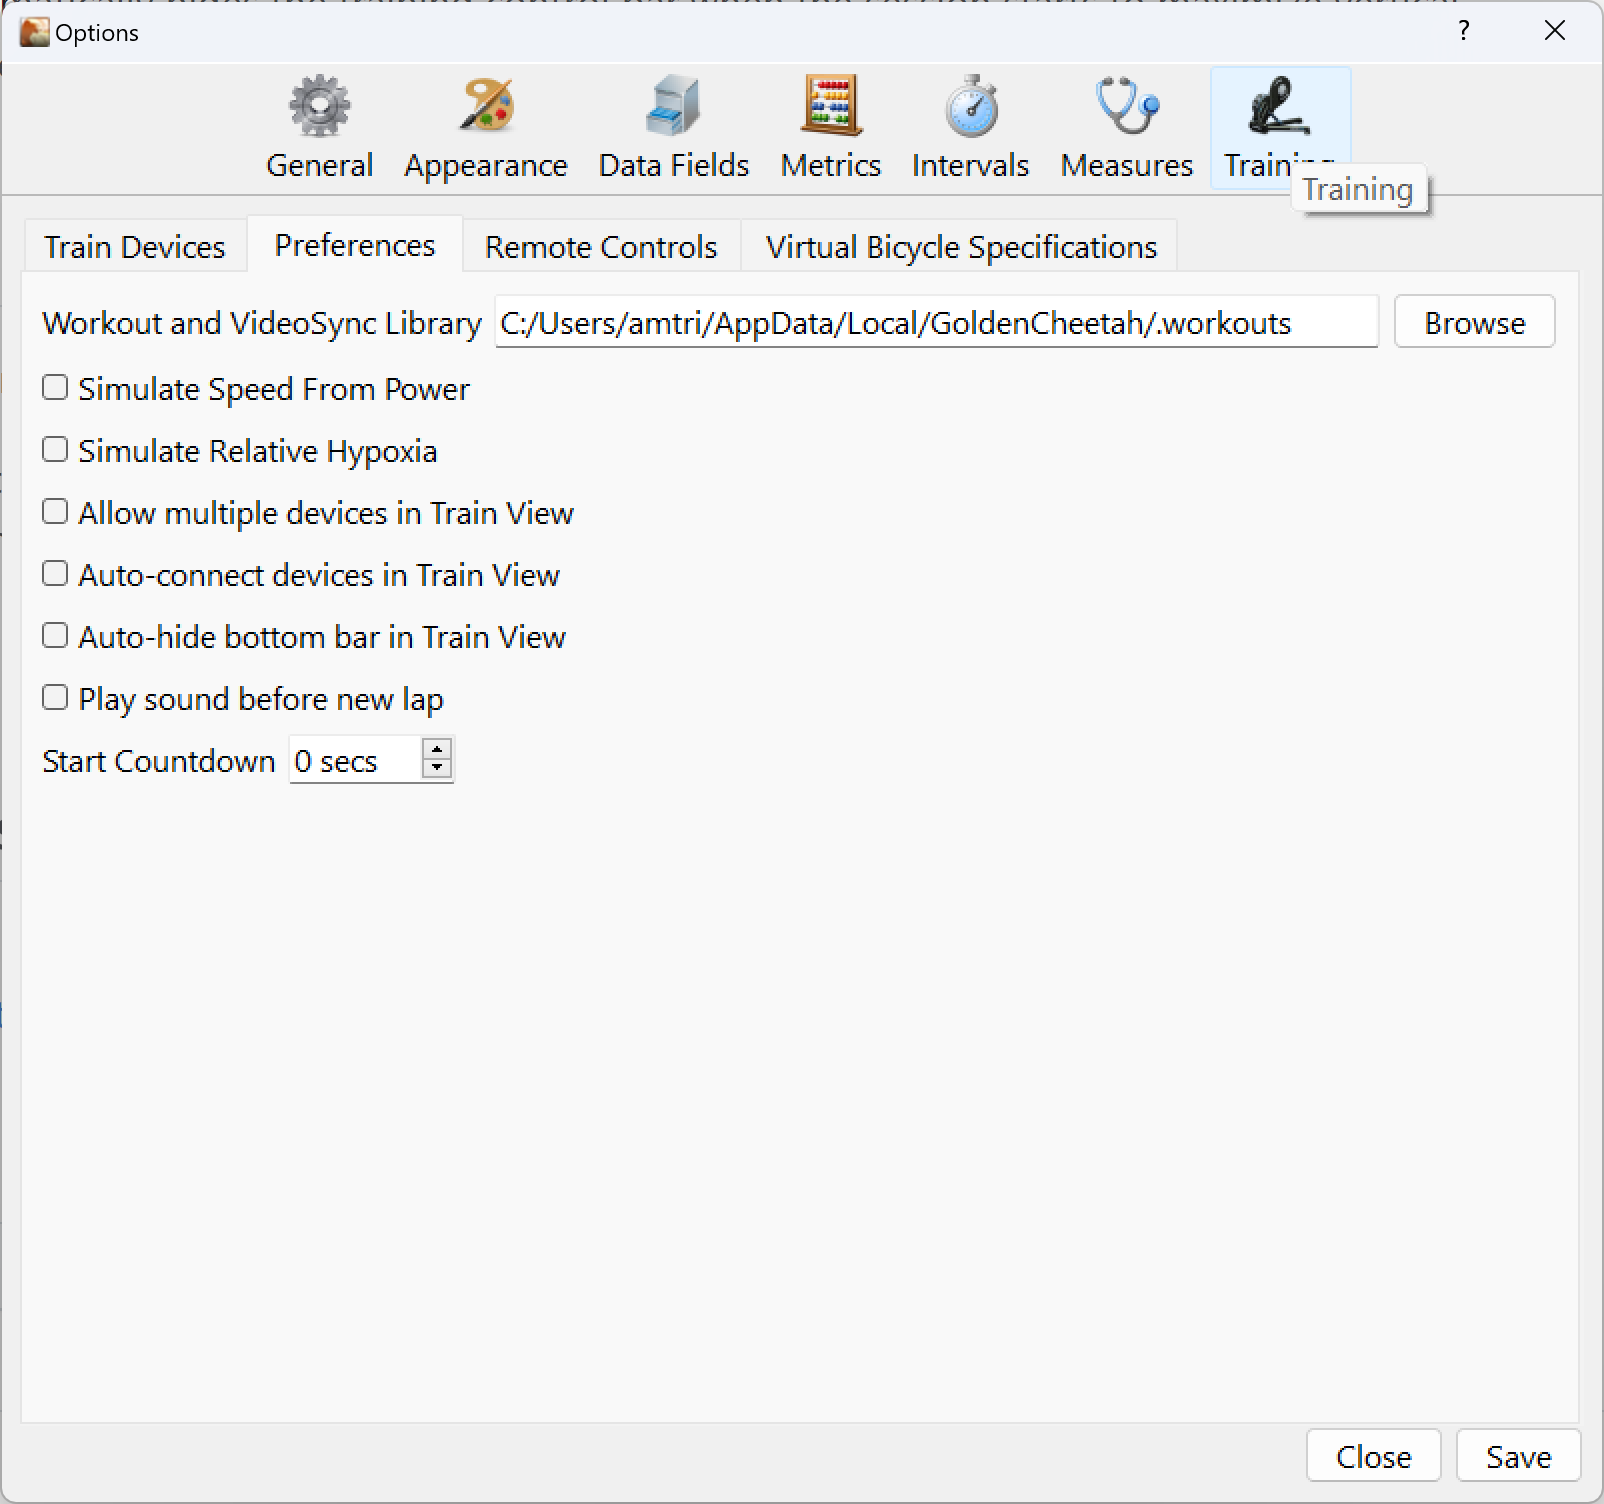 Options
?
General Appearance Data Fields Metrics Intervals Measures Training
Training
Train Devices Preferences Remote Controls Virtual Bicycle Specifications
Workout and VideoSync Library C:/Users/amtri/AppData/Local/GoldenCheetah/.workouts Browse
Simulate Speed From Power
Simulate Relative Hypoxia
Allow multiple devices in Train View
Auto-connect devices in Train View
Auto-hide bottom bar in Train View
Play sound before new lap
Start Countdown 0 secs
Close Save